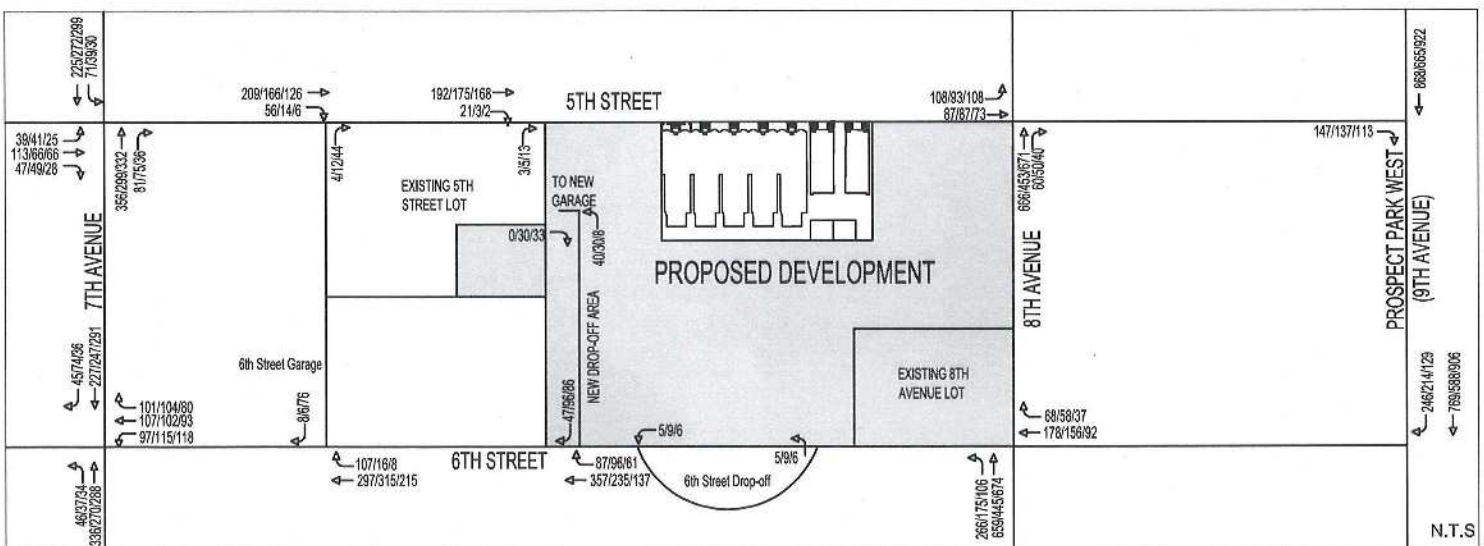 225/272/299
71/39/30
209/166/126
56/14/6
192/175/168
21/3/2
5TH STREET
108/93/108
87/87/73
868/665/922
39/41/25
113/66/66
47/49/28
356/299/332
81/75/36
4/12/44
3/5/13
666/453/671
60/50/40
147/137/113
EXISTING 5TH
STREET LOT
TO NEW
GARAGE
0/30/33
40/30/8
PROPOSED DEVELOPMENT
7TH AVENUE
NEW DROP-OFF AREA
8TH AVENUE
PROSPECT PARK WEST
(9TH AVENUE)
6th Street Garage
EXISTING 8TH
AVENUE LOT
45/74/36
227/247/291
101/104/80
107/102/93
97/115/118
8/6/76
47/96/86
5/9/6
5/9/6
68/58/37
178/156/92
246/214/129
769/588/906
6TH STREET
107/16/8
297/315/215
87/96/61
357/235/137
6th Street Drop-off
46/37/34
336/270/288
266/175/106
659/445/674
N.T.S